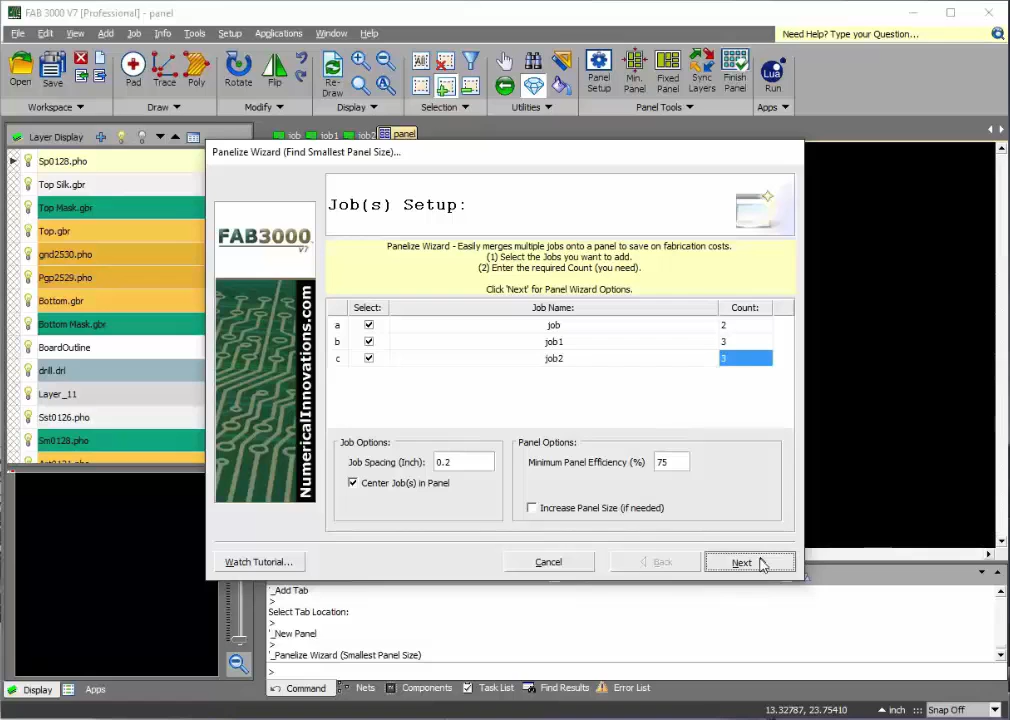 FAB 3000 V7 [Professional] - panel
File Edit View Add Job Info Tools Setup Applications Window Help
Need Help? Type your Question...
Open Save
Pad Trace Poly
Rotate Flip
Re-
Draw
Panel
Setup
Min.
Panel
Fixed
Panel
Sync
Layers
Finish
Panel
Lua
Run
Workspace Draw Modify Display Selection Utilities Panel Tools Apps
Layer Display
job job1 job2 panel
Sp0128.pho
Top Silk.gbr
Top Mask.gbr
Top.gbr
gnd2530.pho
Pgp2529.pho
Bottom.gbr
Bottom Mask.gbr
BoardOutline
drill.drl
Layer_11
Sst0126.pho
Sm0128.pho
Panelize Wizard (Find Smallest Panel Size)...
FAB3000
V7
NumericalInnovations.com
Job(s) Setup:
Panelize Wizard - Easily merges multiple jobs onto a panel to save on fabrication costs.
(1) Select the Jobs you want to add.
(2) Enter the required Count (you need).
Click 'Next' for Panel Wizard Options.
Select: Job Name: Count:
a job 2
b job1 3
c job2 3
Job Options:
Job Spacing (Inch): 0.2
Center Job(s) in Panel
Panel Options:
Minimum Panel Efficiency (%) 75
Increase Panel Size (if needed)
Watch Tutorial... Cancel Back Next
'_Add Tab
>
Select Tab Location:
>
'_New Panel
>
'_Panelize Wizard (Smallest Panel Size)
>
Display Apps
Command Nets Components Task List Find Results Error List
13.32787, 23.75410 inch Snap Off